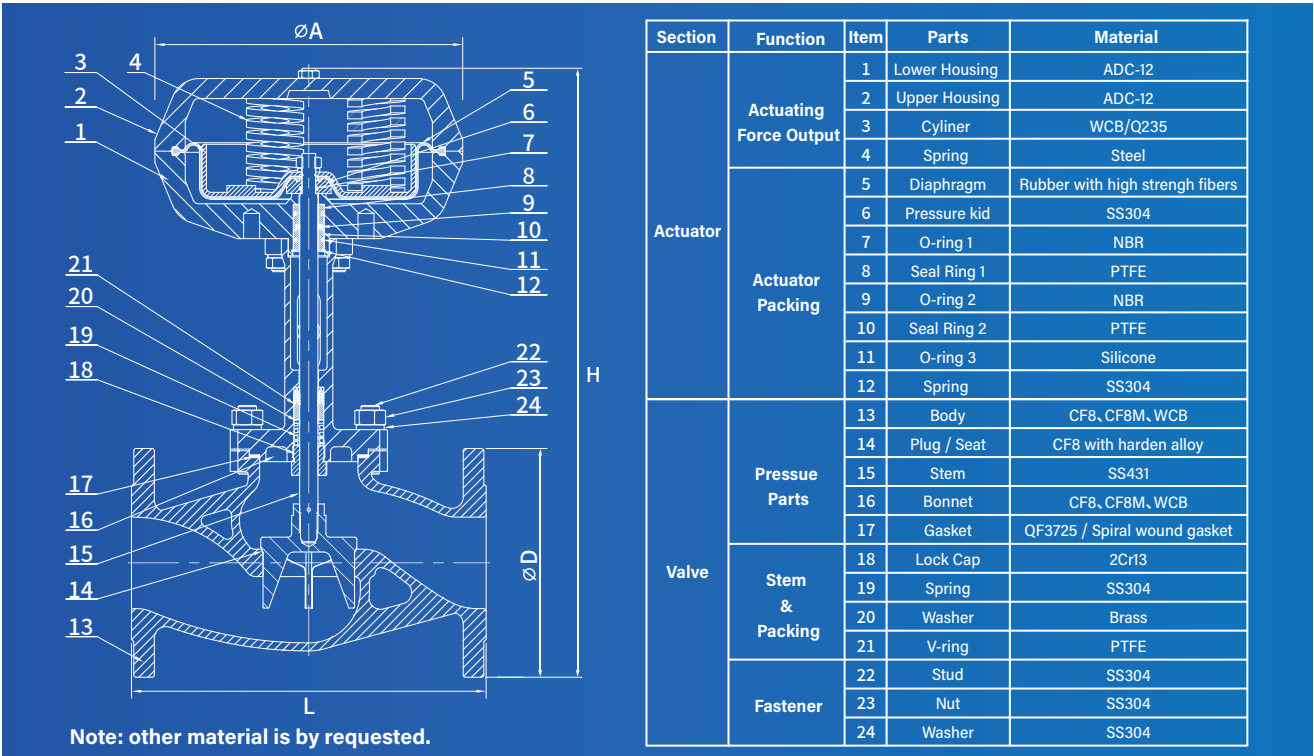 ØA
3
4
2
1
5
6
7
8
9
10
11
12
21
20
19
18
22
23
24
H
17
16
15
14
13
ØD
L
Note: other material is by requested.
Section Function Item Parts Material
Actuator
Actuating
Force Output
1 Lower Housing ADC-12
2 Upper Housing ADC-12
3 Cyliner WCB/Q235
4 Spring Steel
Actuator
Packing
5 Diaphragm Rubber with high strengh fibers
6 Pressure kid SS304
7 O-ring 1 NBR
8 Seal Ring 1 PTFE
9 O-ring 2 NBR
10 Seal Ring 2 PTFE
11 O-ring 3 Silicone
12 Spring SS304
Valve
Pressue
Parts
13 Body CF8、CF8M、WCB
14 Plug / Seat CF8 with harden alloy
15 Stem SS431
16 Bonnet CF8、CF8M、WCB
17 Gasket QF3725 / Spiral wound gasket
Stem
&
Packing
18 Lock Cap 2Cr13
19 Spring SS304
20 Washer Brass
21 V-ring PTFE
Fastener
22 Stud SS304
23 Nut SS304
24 Washer SS304